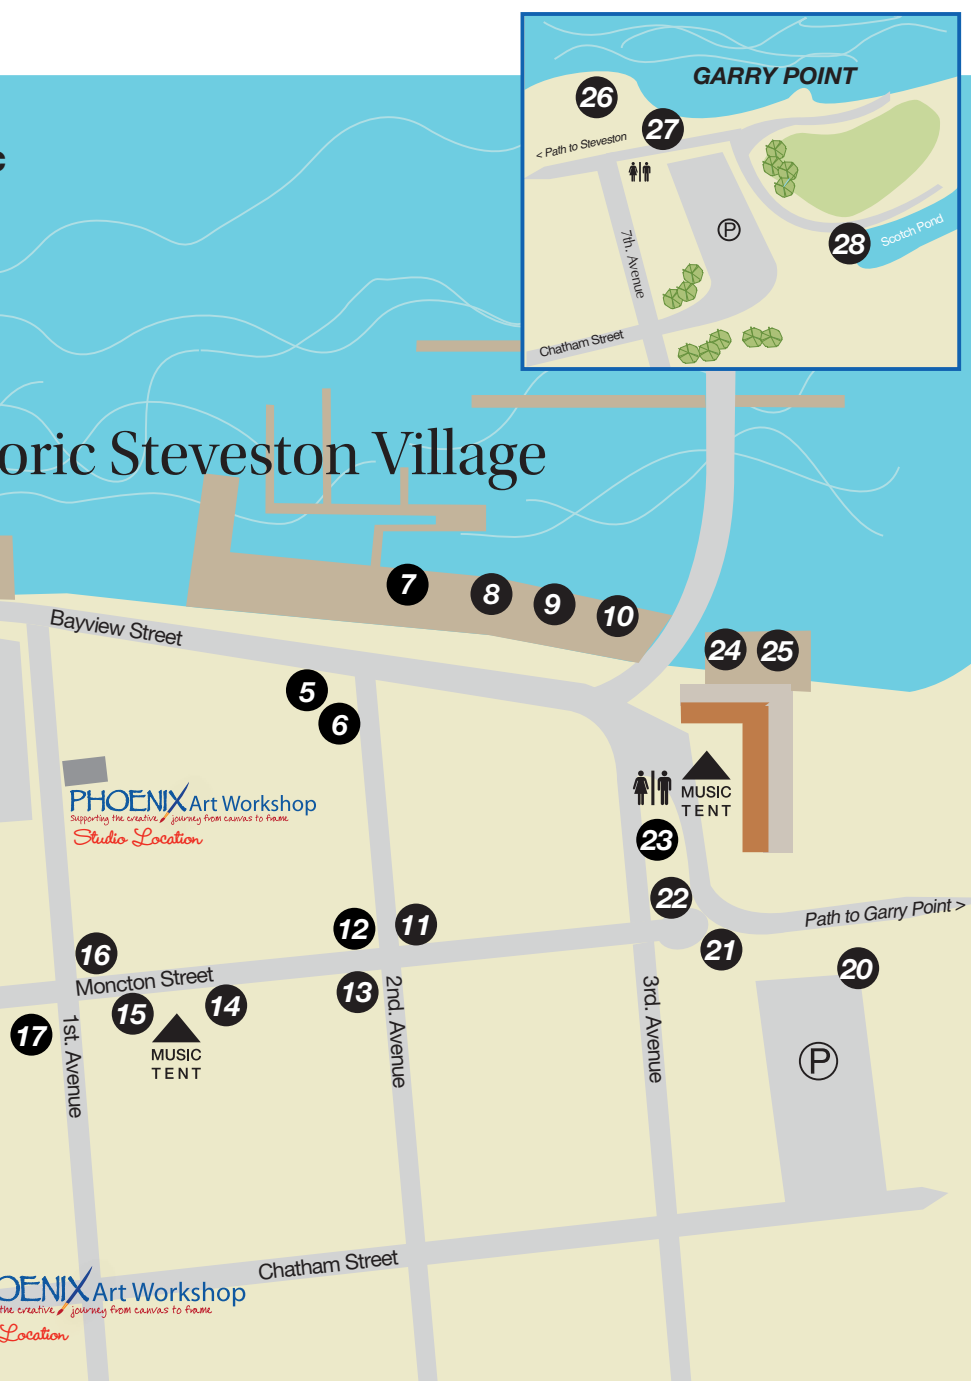 GARRY POINT
26
27
< Path to Steveston
P
28
Scotch Pond
7th. Avenue
Chatham Street
c
oric Steveston Village
7
8
9
10
Bayview Street
24
25
5
6
PHOENIX Art Workshop
Supporting the creative journey from canvas to frame
Studio Location
MUSIC
TENT
23
22
Path to Garry Point >
12
11
21
16
20
Moncton Street
13
14
15
17
MUSIC
TENT
1st. Avenue
2nd. Avenue
3rd. Avenue
P
Chatham Street
OENIX Art Workshop
the creative journey from canvas to frame
Location